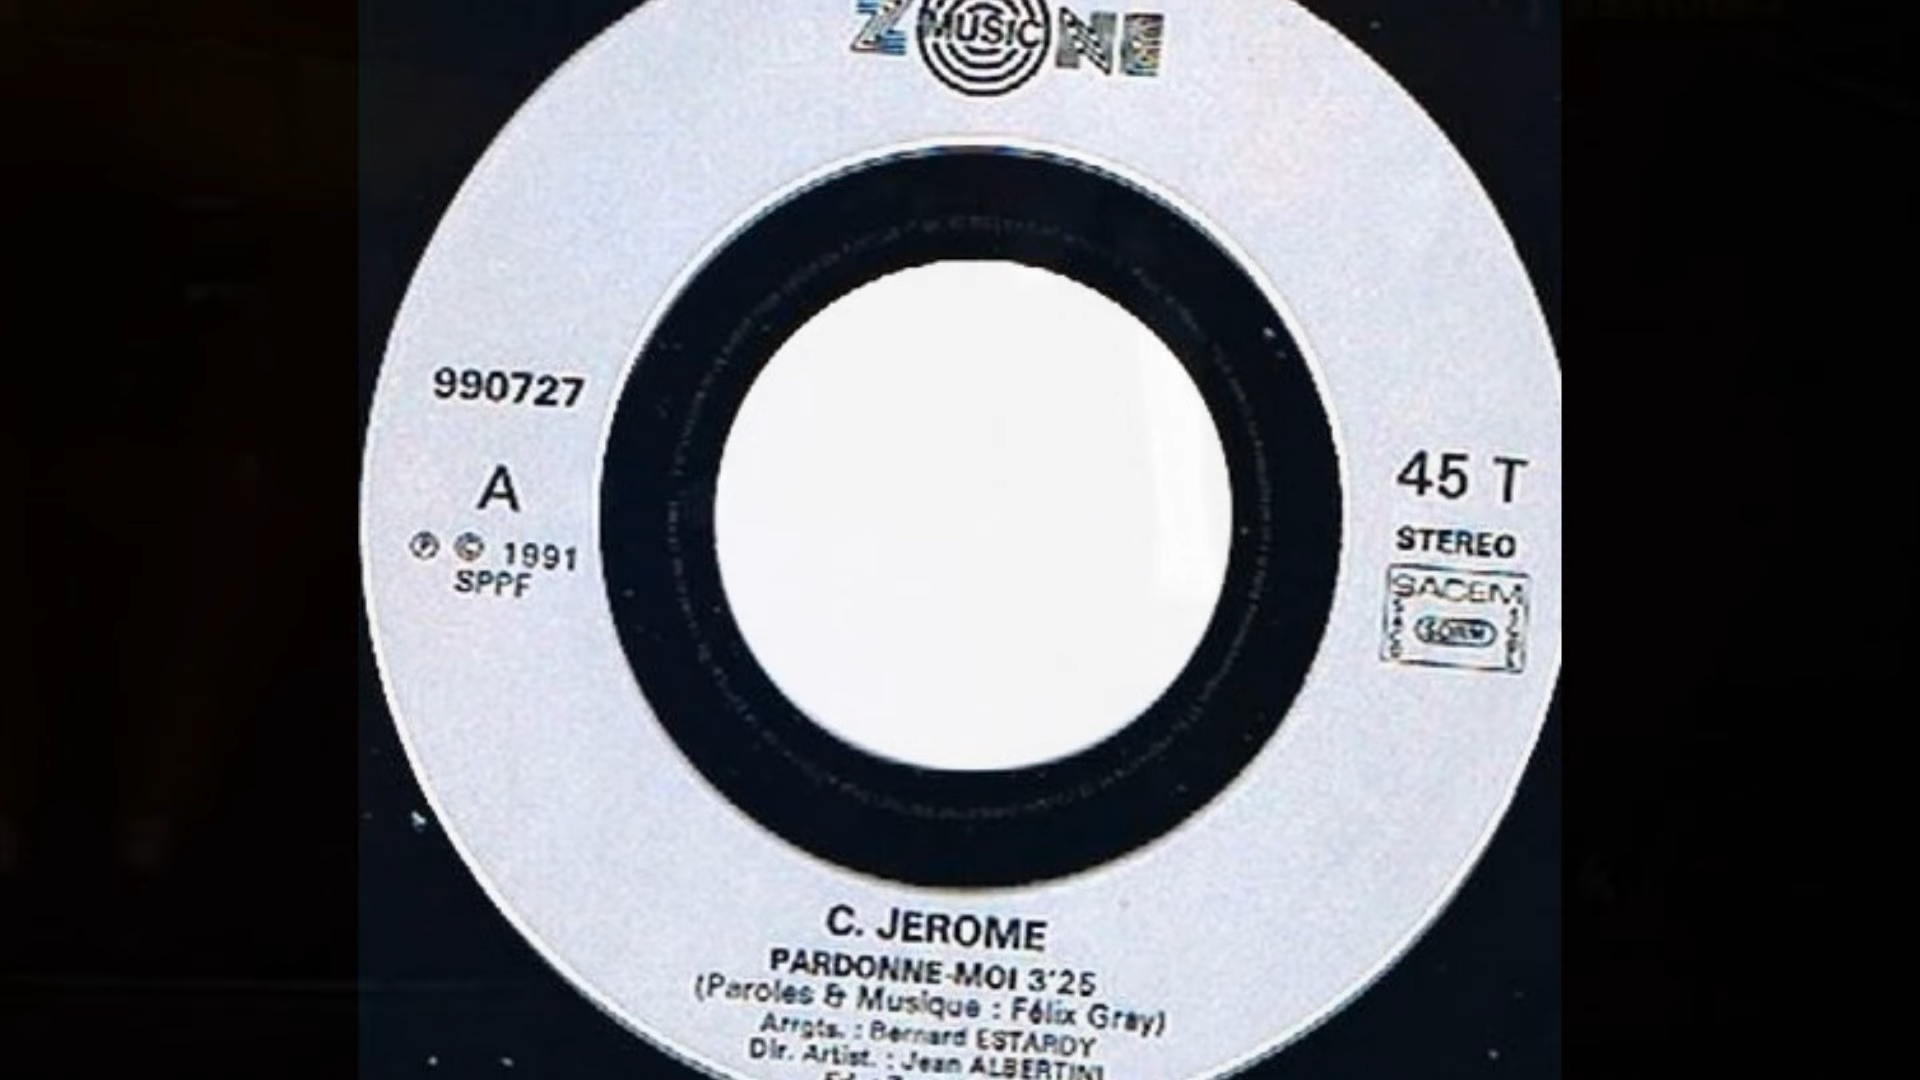 ZONE
MUSIC
990727
A
Ⓟ © 1991
SPPF
45 T
STEREO
SACEM
C. JEROME
PARDONNE-MOI 3'25
(Paroles & Musique : Félix Gray)
Arrgts. : Bernard ESTARDY
Dir. Artist. : Jean ALBERTINI